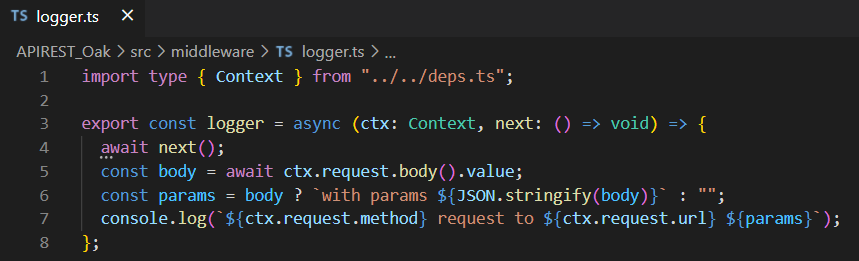 TS logger.ts ×
APIREST_Oak > src > middleware > TS logger.ts > ...
1 import type { Context } from "../../deps.ts";
2
3 export const logger = async (ctx: Context, next: () => void) => {
4 await next();
5 const body = await ctx.request.body().value;
6 const params = body ? `with params ${JSON.stringify(body)}` : "";
7 console.log(`${ctx.request.method} request to ${ctx.request.url} ${params}`);
8 };